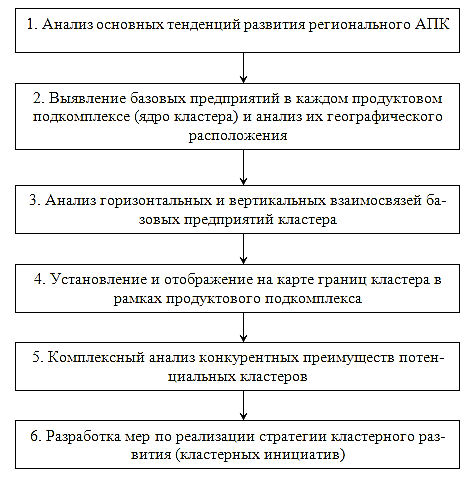 1. Анализ основных тенденций развития регионального АПК
2. Выявление базовых предприятий в каждом продуктовом
подкомплексе (ядро кластера) и анализ их географического
расположения
3. Анализ горизонтальных и вертикальных взаимосвязей ба-
зовых предприятий кластера
4. Установление и отображение на карте границ кластера в
рамках продуктового подкомплекса
5. Комплексный анализ конкурентных преимуществ потен-
циальных кластеров
6. Разработка мер по реализации стратегии кластерного раз-
вития (кластерных инициатив)